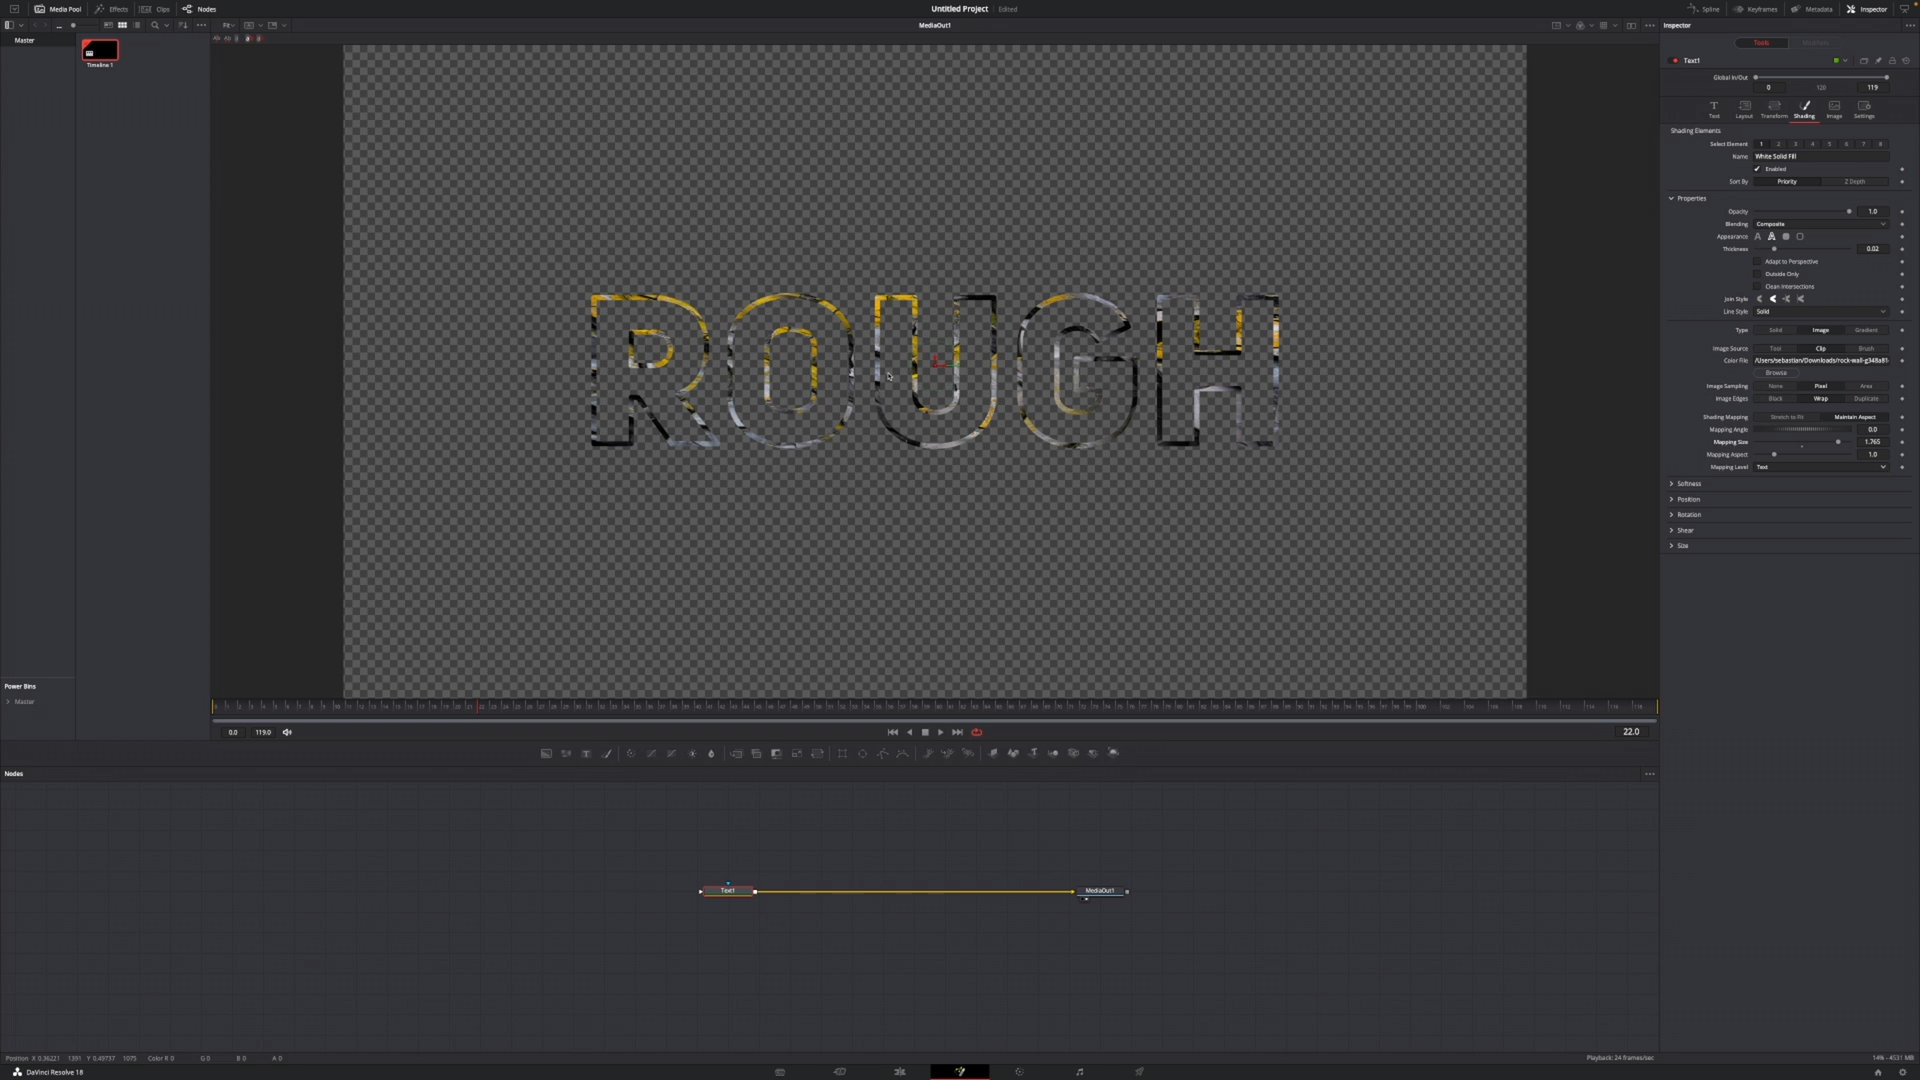 Media Pool Effects Clips Nodes Untitled Project Edited Spline Keyframes Metadata Inspector
Fit MediaOut1 Inspector
Master
Timeline 1
Tools
Text1
Global In/Out
0 120 119
Text Layout Transform Shading Image Settings
Shading Elements
Select Element 1 2 3 4 5 6 7 8
Name White Solid Fill
Enabled
Sort By Priority Z Depth
Properties
Opacity 1.0
Blending Composite
Appearance
Thickness 0.02
Adapt to Perspective
Outside Only
Clean Intersections
Join Style
Line Style Solid
Type Solid Image Gradient
Image Source Tool Clip Brush
Color File /Users/sebastian/Downloads/rock-wall-g348a81
Browse
Image Sampling None Pixel Area
Image Edges Black Wrap Duplicate
Shading Mapping Stretch to Fit Maintain Aspect
Mapping Angle 0.0
Mapping Size 1.765
Mapping Aspect 1.0
Mapping Level Text
Softness
Position
Rotation
Shear
Size
ROUGH
Power Bins
Master
0.0 119.0 22.0
Nodes
Text1 MediaOut1
Position X 0.36221 1391 Y 0.49737 1075 Color R 0 G 0 B 0 A 0 Playback: 24 frames/sec 14% - 4531 MB
DaVinci Resolve 18